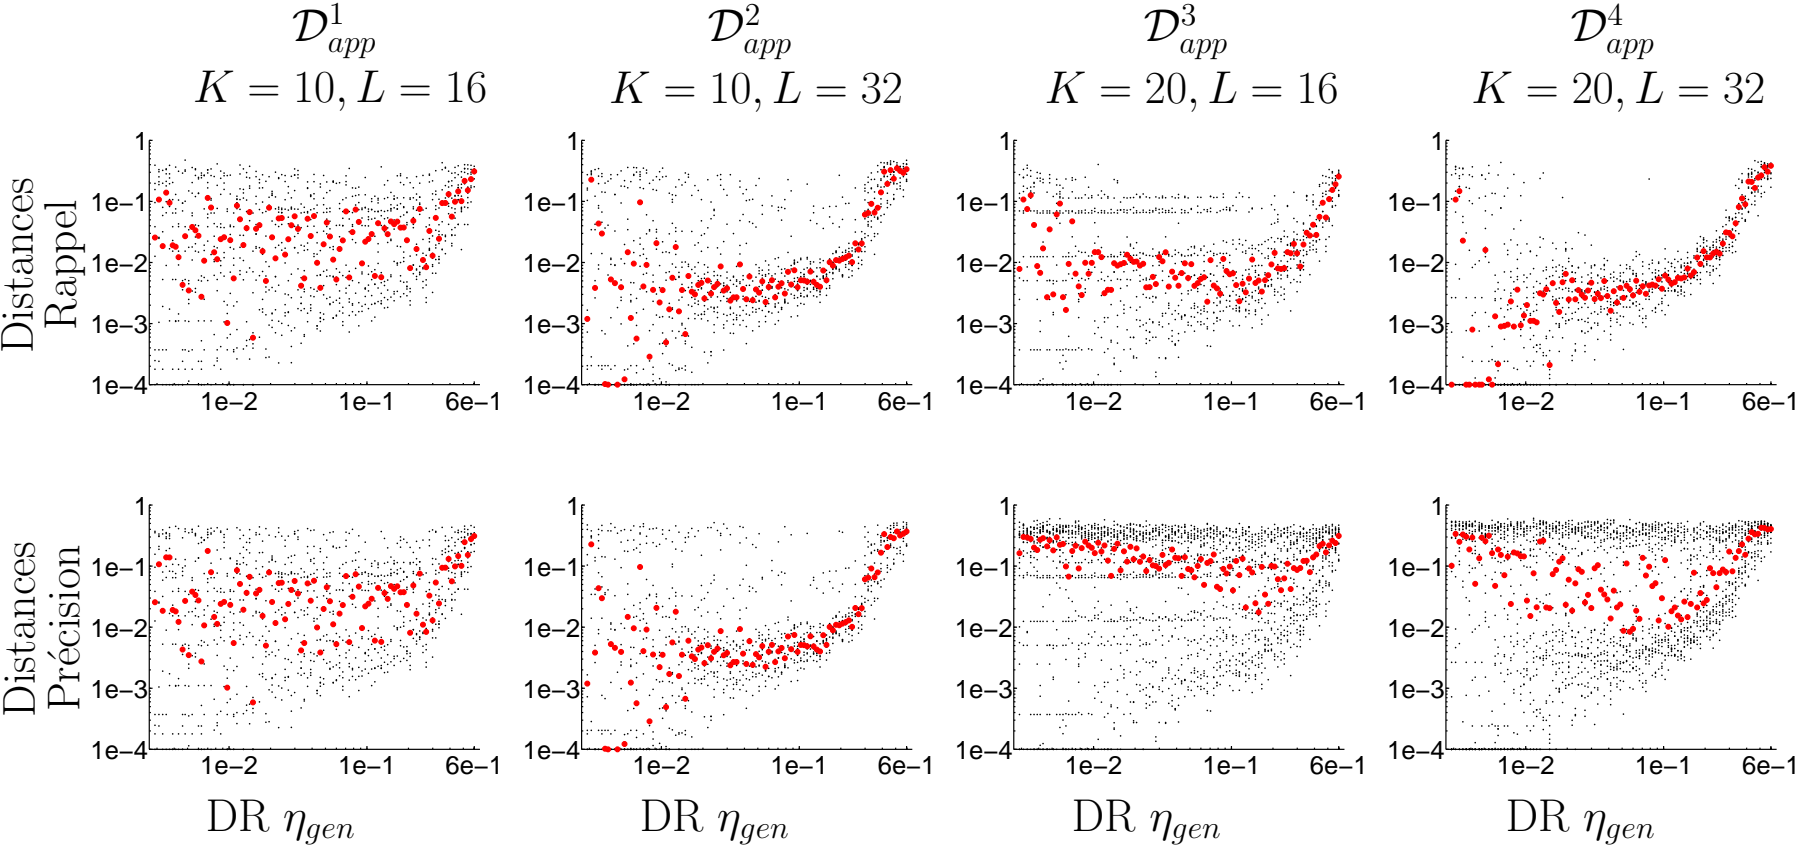 𝒟¹app 𝒟²app 𝒟³app 𝒟⁴app
K = 10, L = 16 K = 10, L = 32 K = 20, L = 16 K = 20, L = 32
Distances Rappel
1 1e−1 1e−2 1e−3 1e−4
1e−2 1e−1 6e−1
1 1e−1 1e−2 1e−3 1e−4
1e−2 1e−1 6e−1
1 1e−1 1e−2 1e−3 1e−4
1e−2 1e−1 6e−1
1 1e−1 1e−2 1e−3 1e−4
1e−2 1e−1 6e−1
Distances Précision
1 1e−1 1e−2 1e−3 1e−4
1e−2 1e−1 6e−1
1 1e−1 1e−2 1e−3 1e−4
1e−2 1e−1 6e−1
1 1e−1 1e−2 1e−3 1e−4
1e−2 1e−1 6e−1
1 1e−1 1e−2 1e−3 1e−4
1e−2 1e−1 6e−1
DR ηgen DR ηgen DR ηgen DR ηgen